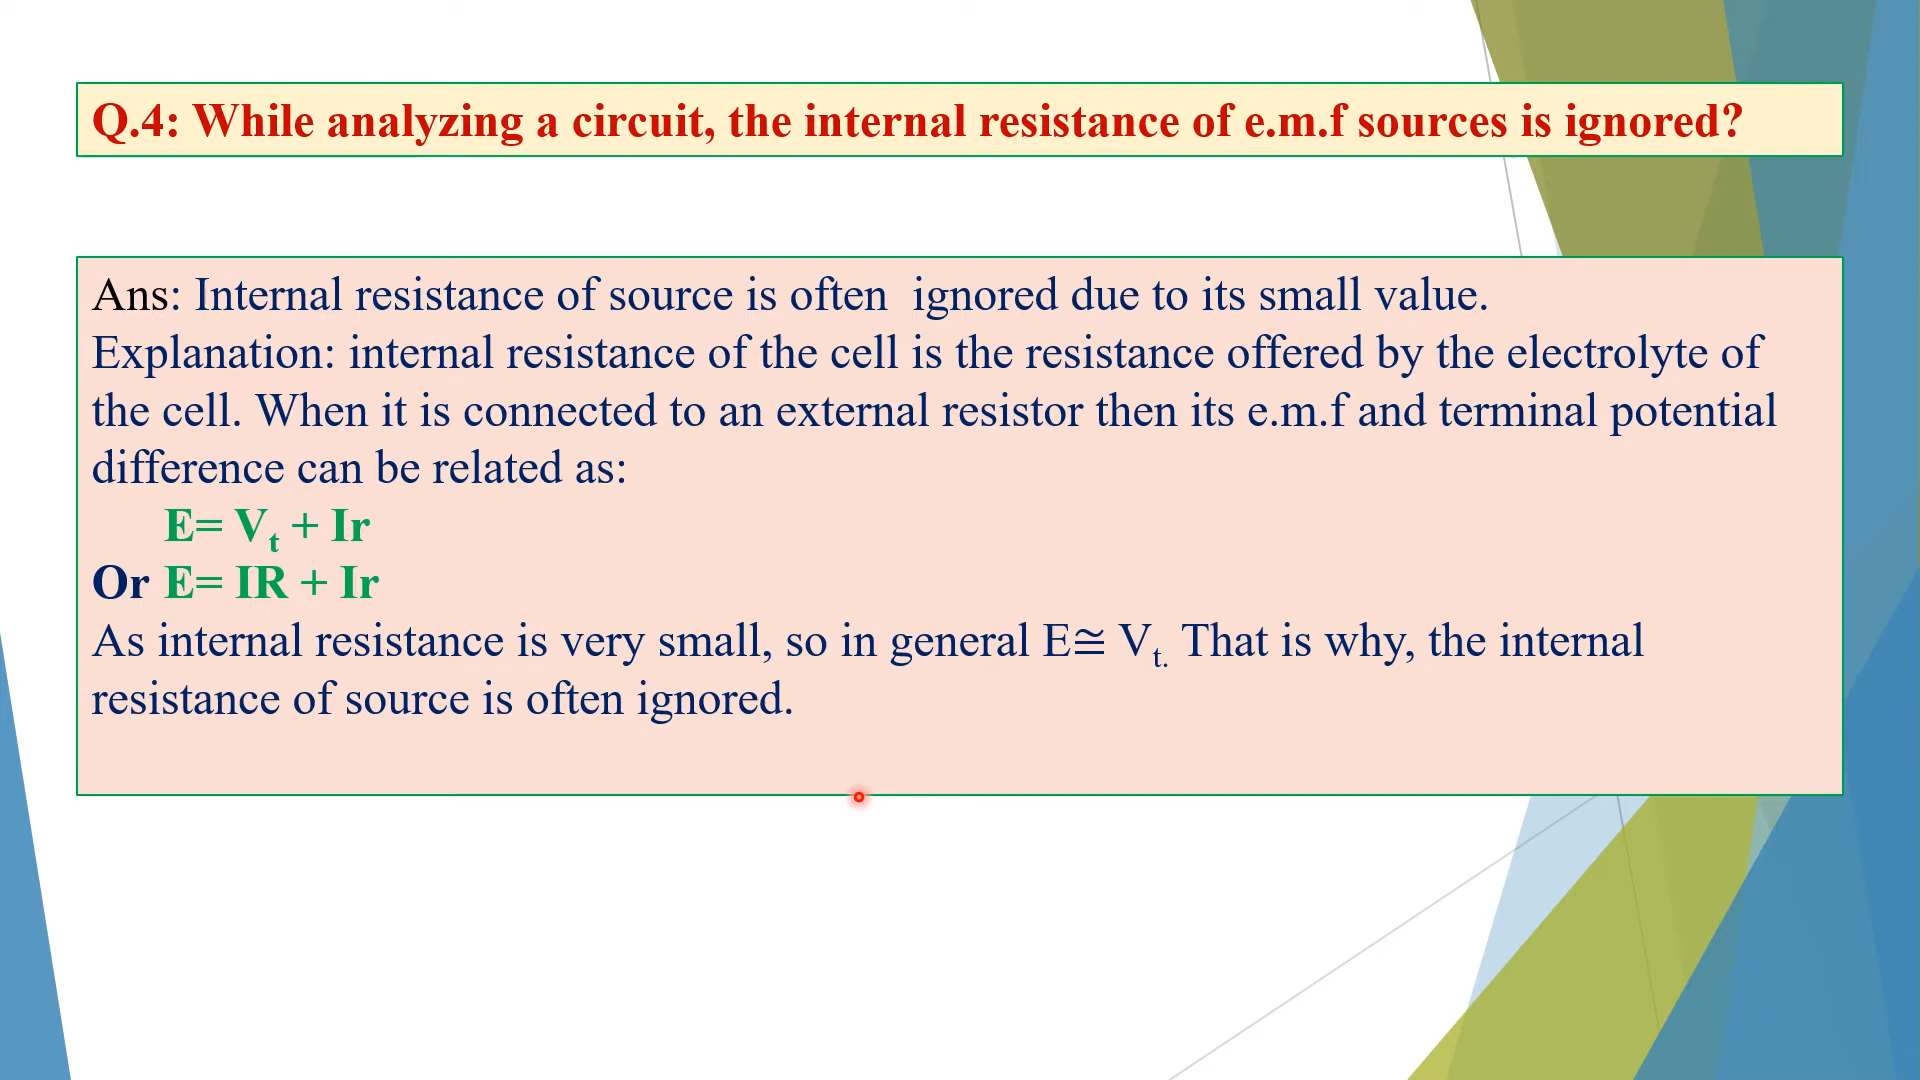 Q.4: While analyzing a circuit, the internal resistance of e.m.f sources is ignored?
Ans: Internal resistance of source is often ignored due to its small value.
Explanation: internal resistance of the cell is the resistance offered by the electrolyte of
the cell. When it is connected to an external resistor then its e.m.f and terminal potential
difference can be related as:
E= Vt + Ir
Or E= IR + Ir
As internal resistance is very small, so in general E≅ Vt. That is why, the internal
resistance of source is often ignored.